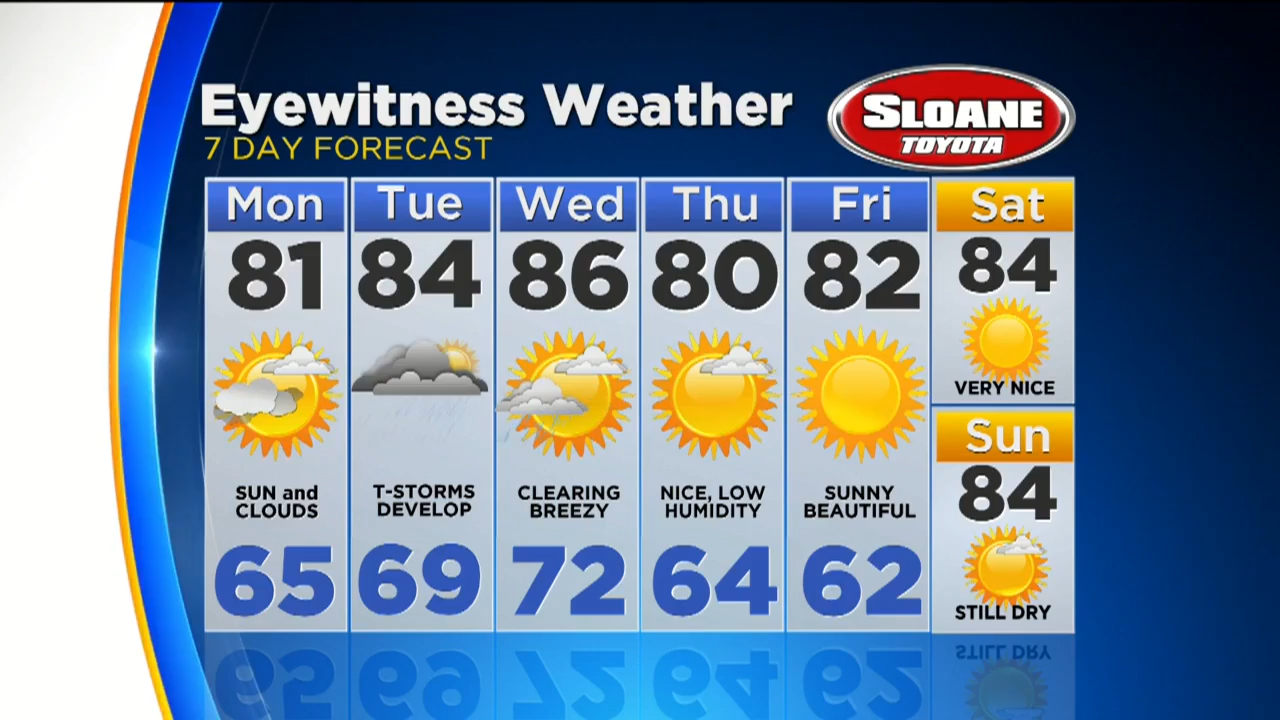 Eyewitness Weather
7 DAY FORECAST
SLOANE
TOYOTA
Mon
81
SUN and
CLOUDS
65
Tue
84
T-STORMS
DEVELOP
69
Wed
86
CLEARING
BREEZY
72
Thu
80
NICE, LOW
HUMIDITY
64
Fri
82
SUNNY
BEAUTIFUL
62
Sat
84
VERY NICE
Sun
84
STILL DRY